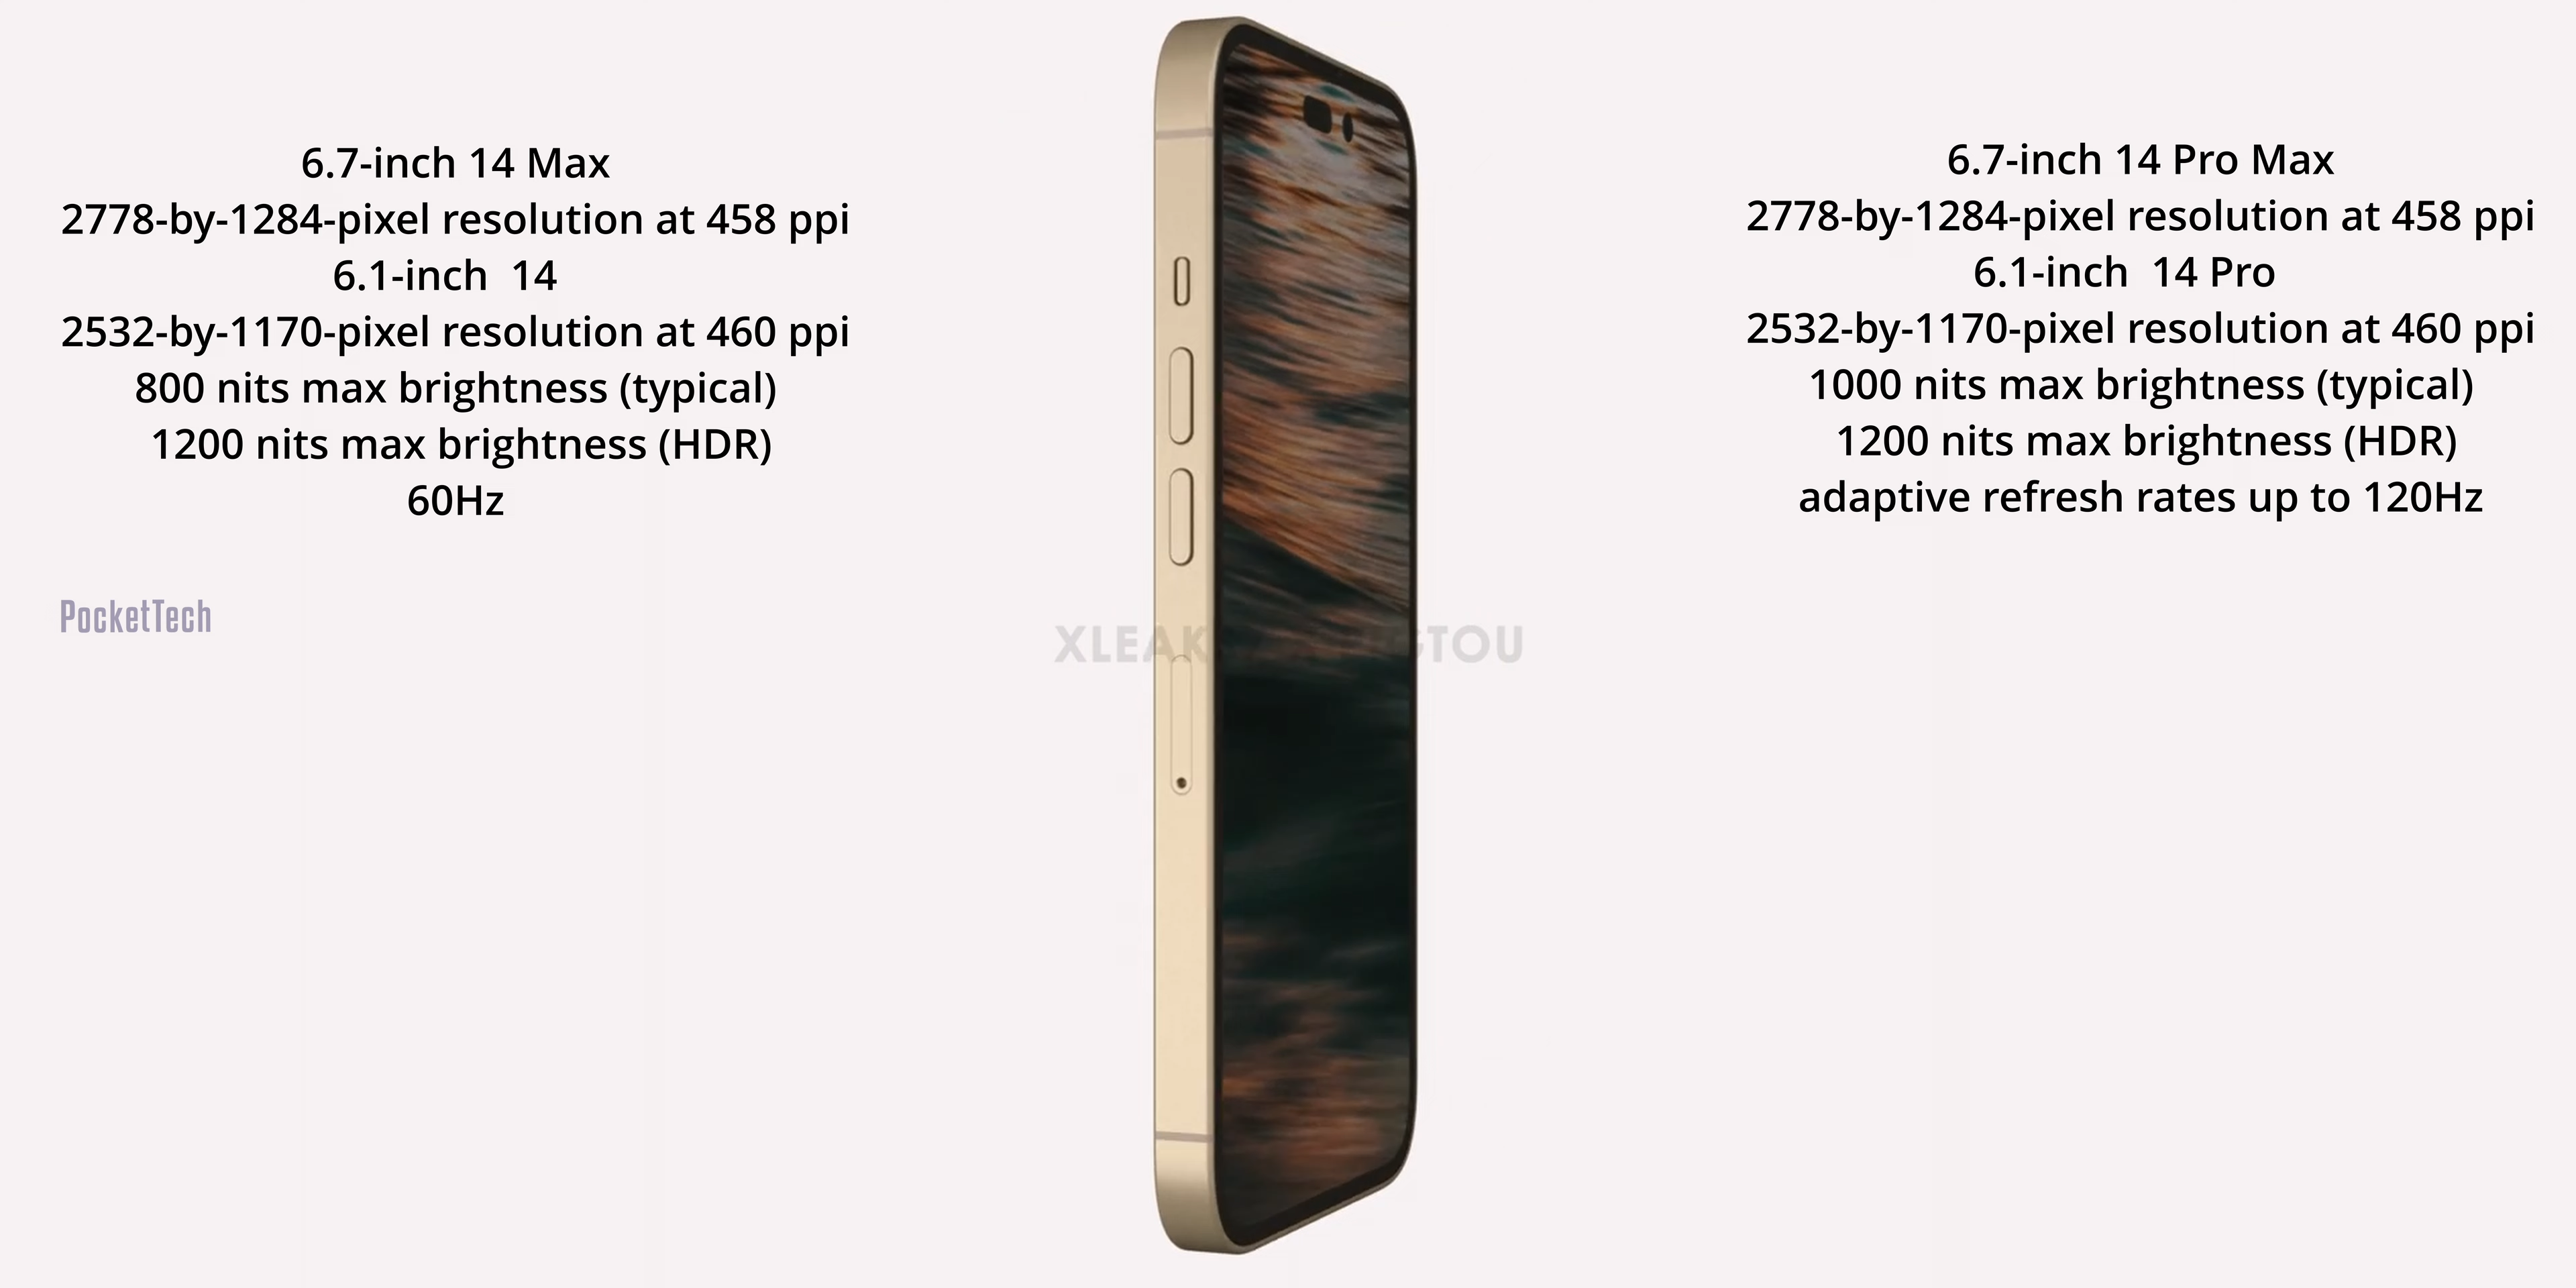 6.7-inch 14 Max
2778-by-1284-pixel resolution at 458 ppi
6.1-inch  14
2532-by-1170-pixel resolution at 460 ppi
800 nits max brightness (typical)
1200 nits max brightness (HDR)
60Hz
PocketTech
6.7-inch 14 Pro Max
2778-by-1284-pixel resolution at 458 ppi
6.1-inch  14 Pro
2532-by-1170-pixel resolution at 460 ppi
1000 nits max brightness (typical)
1200 nits max brightness (HDR)
adaptive refresh rates up to 120Hz